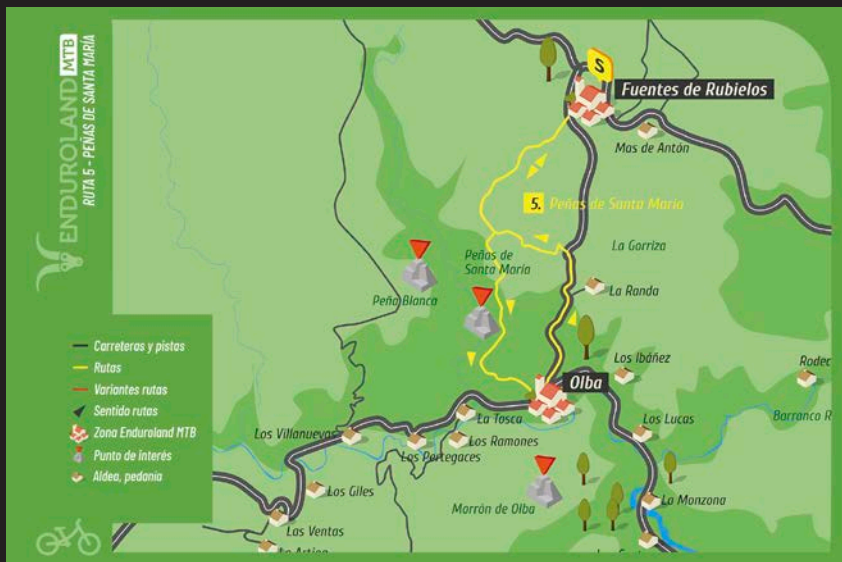 ENDUROLAND MTB
RUTA 5 - PEÑAS DE SANTA MARÍA
S
Fuentes de Rubielos
Mas de Antón
5. Peñas de Santa María
La Gorriza
Peñas de
Santa María
Peña Blanca
La Randa
Los Ibáñez
Olba
Barranco R
La Tosca
Los Lucas
Los Villanuevas
Los Ramones
Los Pertegaces
Los Giles
Morrón de Olba
La Monzona
Las Ventas
Carreteras y pistas
Rutas
Variantes rutas
Sentido rutas
Zona Enduroland MTB
Punto de interés
Aldea, pedanía